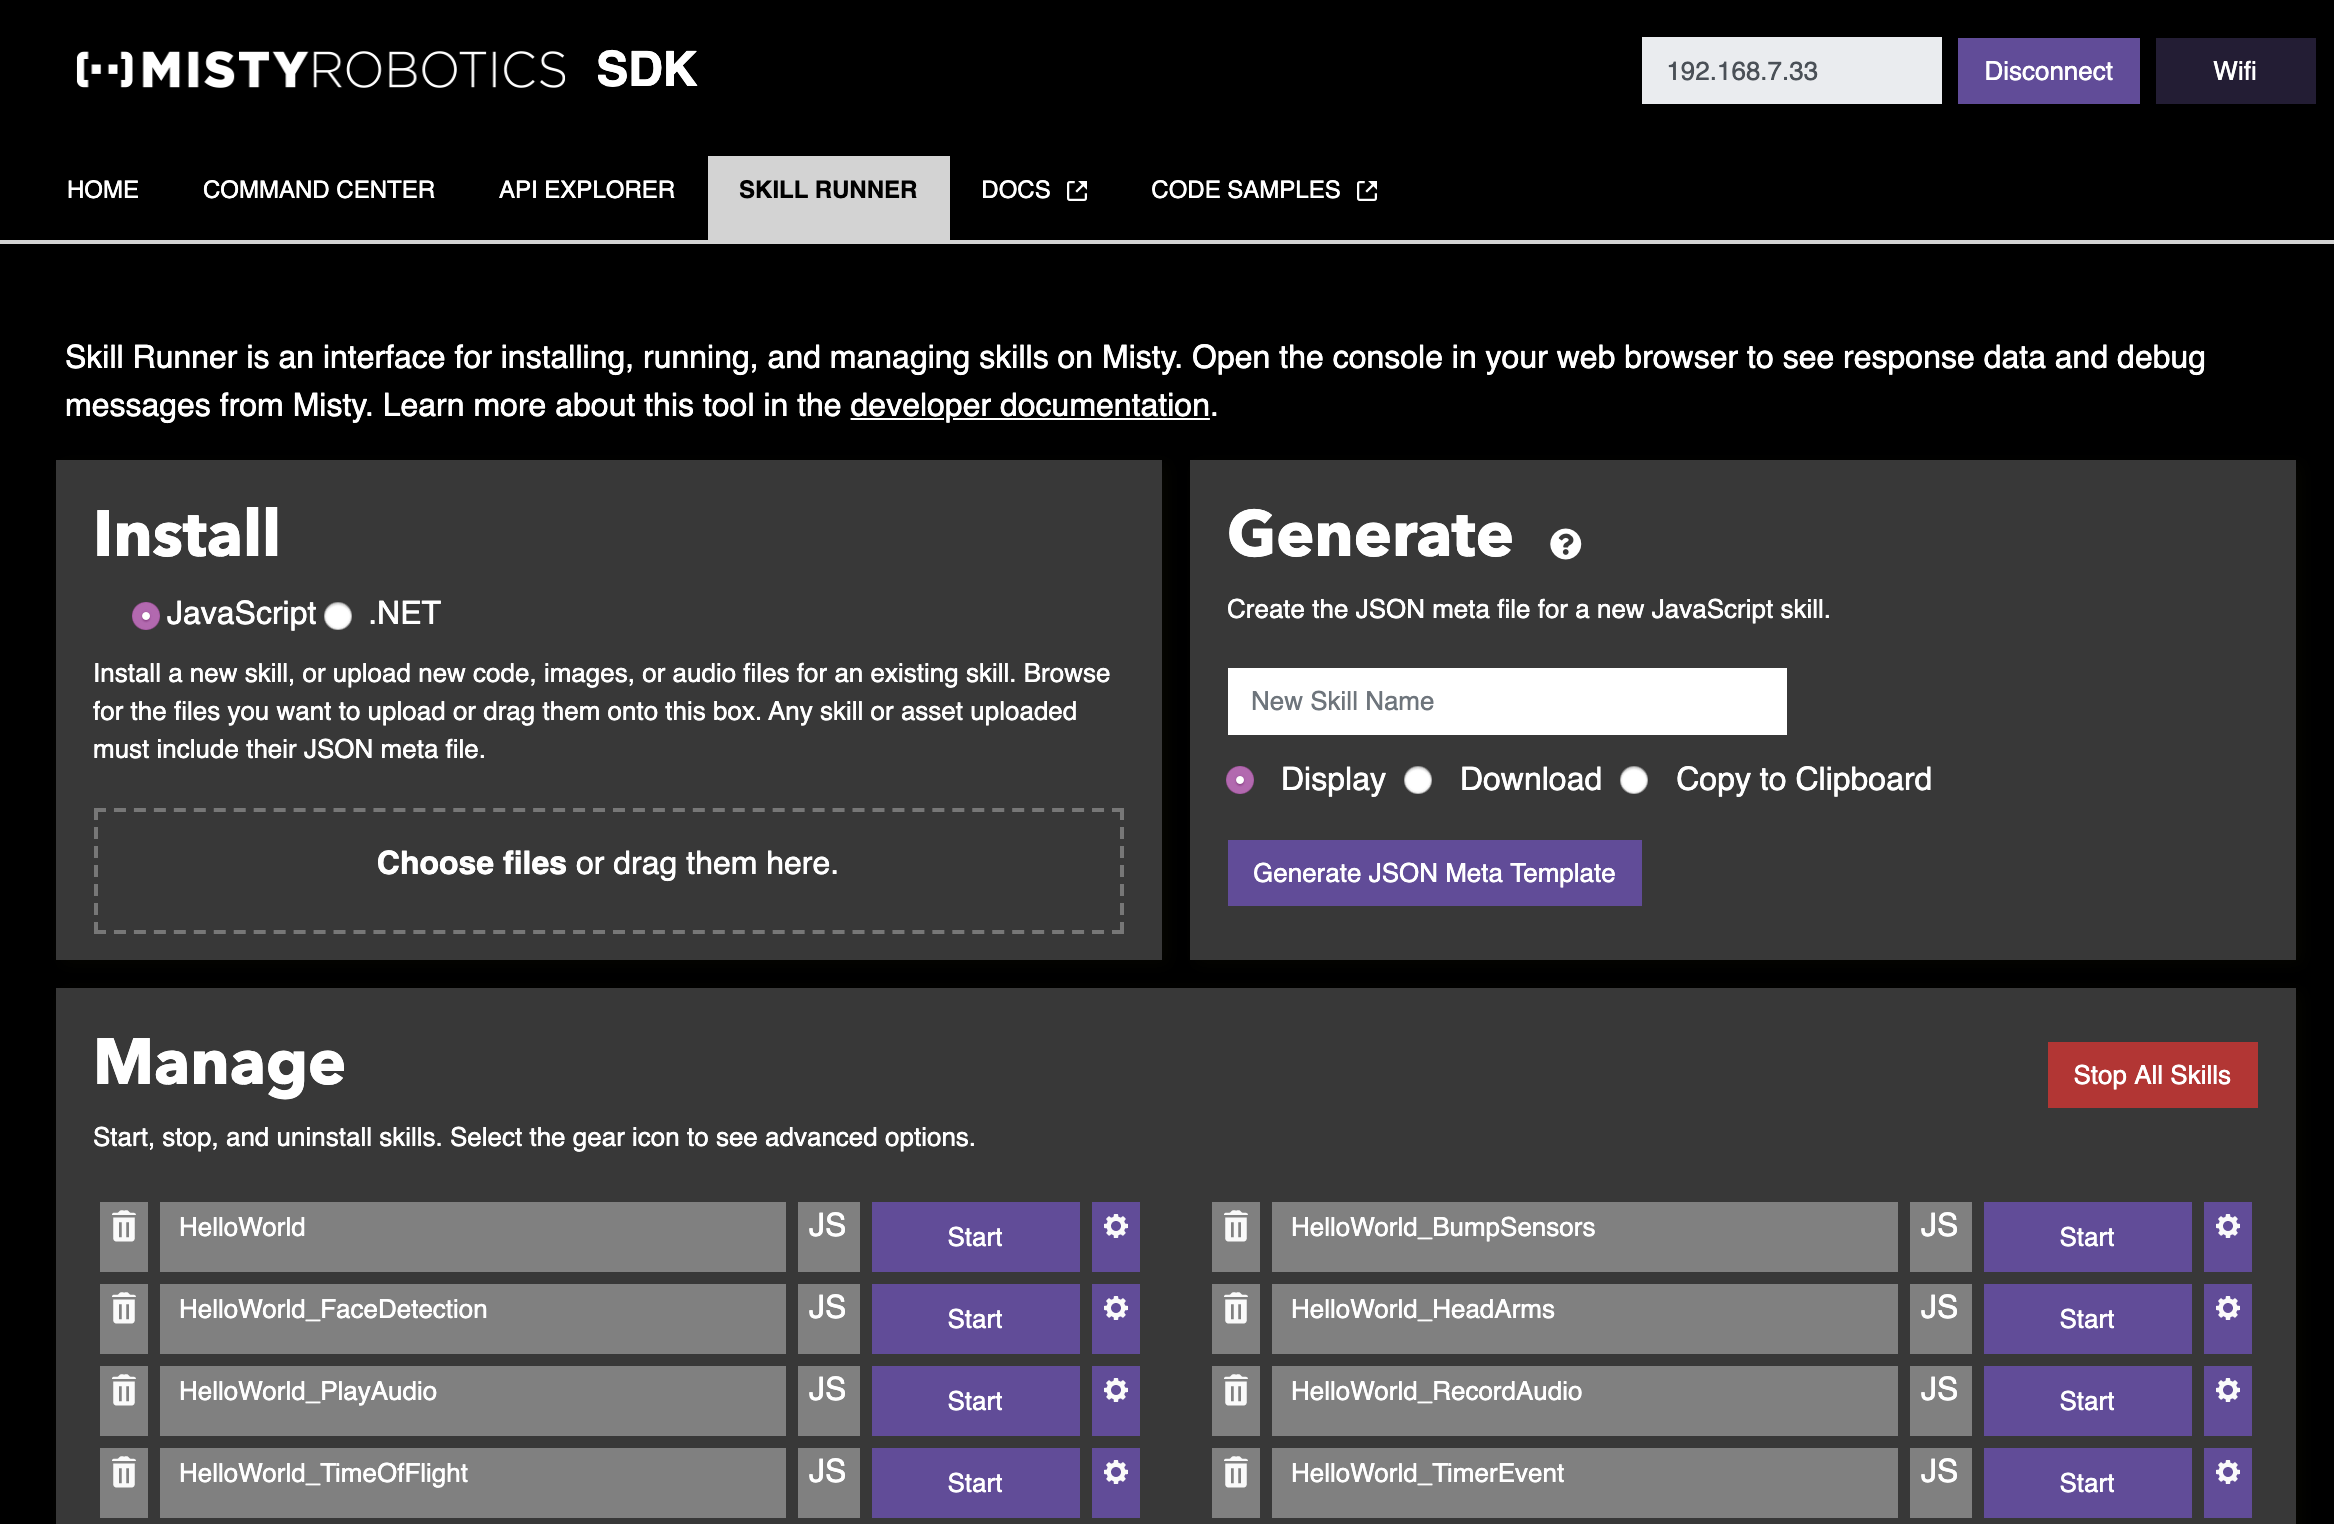 MISTYROBOTICS SDK
192.168.7.33
Disconnect
Wifi
HOME
COMMAND CENTER
API EXPLORER
SKILL RUNNER
DOCS
CODE SAMPLES
Skill Runner is an interface for installing, running, and managing skills on Misty. Open the console in your web browser to see response data and debug
messages from Misty. Learn more about this tool in the developer documentation.
Install
JavaScript .NET
Install a new skill, or upload new code, images, or audio files for an existing skill. Browse
for the files you want to upload or drag them onto this box. Any skill or asset uploaded
must include their JSON meta file.
Choose files or drag them here.
Generate ?
Create the JSON meta file for a new JavaScript skill.
New Skill Name
Display Download Copy to Clipboard
Generate JSON Meta Template
Manage
Stop All Skills
Start, stop, and uninstall skills. Select the gear icon to see advanced options.
HelloWorld JS Start
HelloWorld_BumpSensors JS Start
HelloWorld_FaceDetection JS Start
HelloWorld_HeadArms JS Start
HelloWorld_PlayAudio JS Start
HelloWorld_RecordAudio JS Start
HelloWorld_TimeOfFlight JS Start
HelloWorld_TimerEvent JS Start